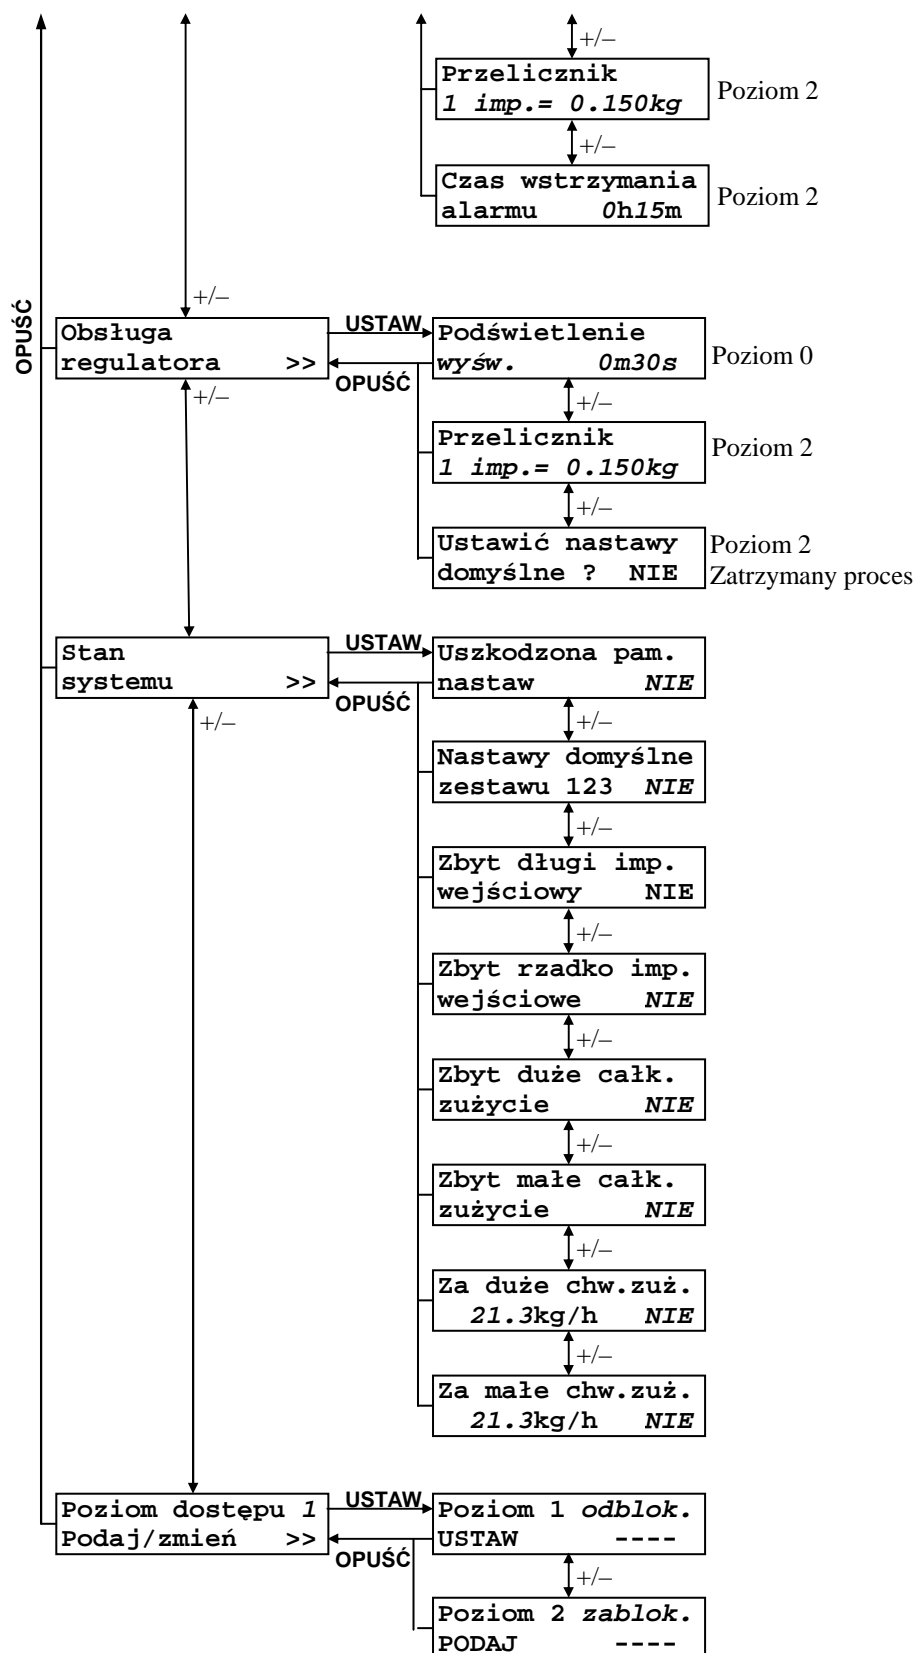 +/–
Przelicznik
1 imp.= 0.150kg
Poziom 2
+/–
Czas wstrzymania
alarmu 0h15m
Poziom 2
+/–
OPUŚĆ
Obsługa
regulatora >>
USTAW
OPUŚĆ
Podświetlenie
wyśw. 0m30s
Poziom 0
+/–
+/–
Przelicznik
1 imp.= 0.150kg
Poziom 2
+/–
Ustawić nastawy
domyślne ? NIE
Poziom 2
Zatrzymany proces
Stan
systemu >>
USTAW
OPUŚĆ
Uszkodzona pam.
nastaw NIE
+/–
+/–
Nastawy domyślne
zestawu 123 NIE
+/–
Zbyt długi imp.
wejściowy NIE
+/–
Zbyt rzadko imp.
wejściowe NIE
+/–
Zbyt duże całk.
zużycie NIE
+/–
Zbyt małe całk.
zużycie NIE
+/–
Za duże chw.zuż.
21.3kg/h NIE
+/–
Za małe chw.zuż.
21.3kg/h NIE
Poziom dostępu 1
Podaj/zmień >>
USTAW
OPUŚĆ
Poziom 1 odblok.
USTAW ----
+/–
Poziom 2 zablok.
PODAJ ----